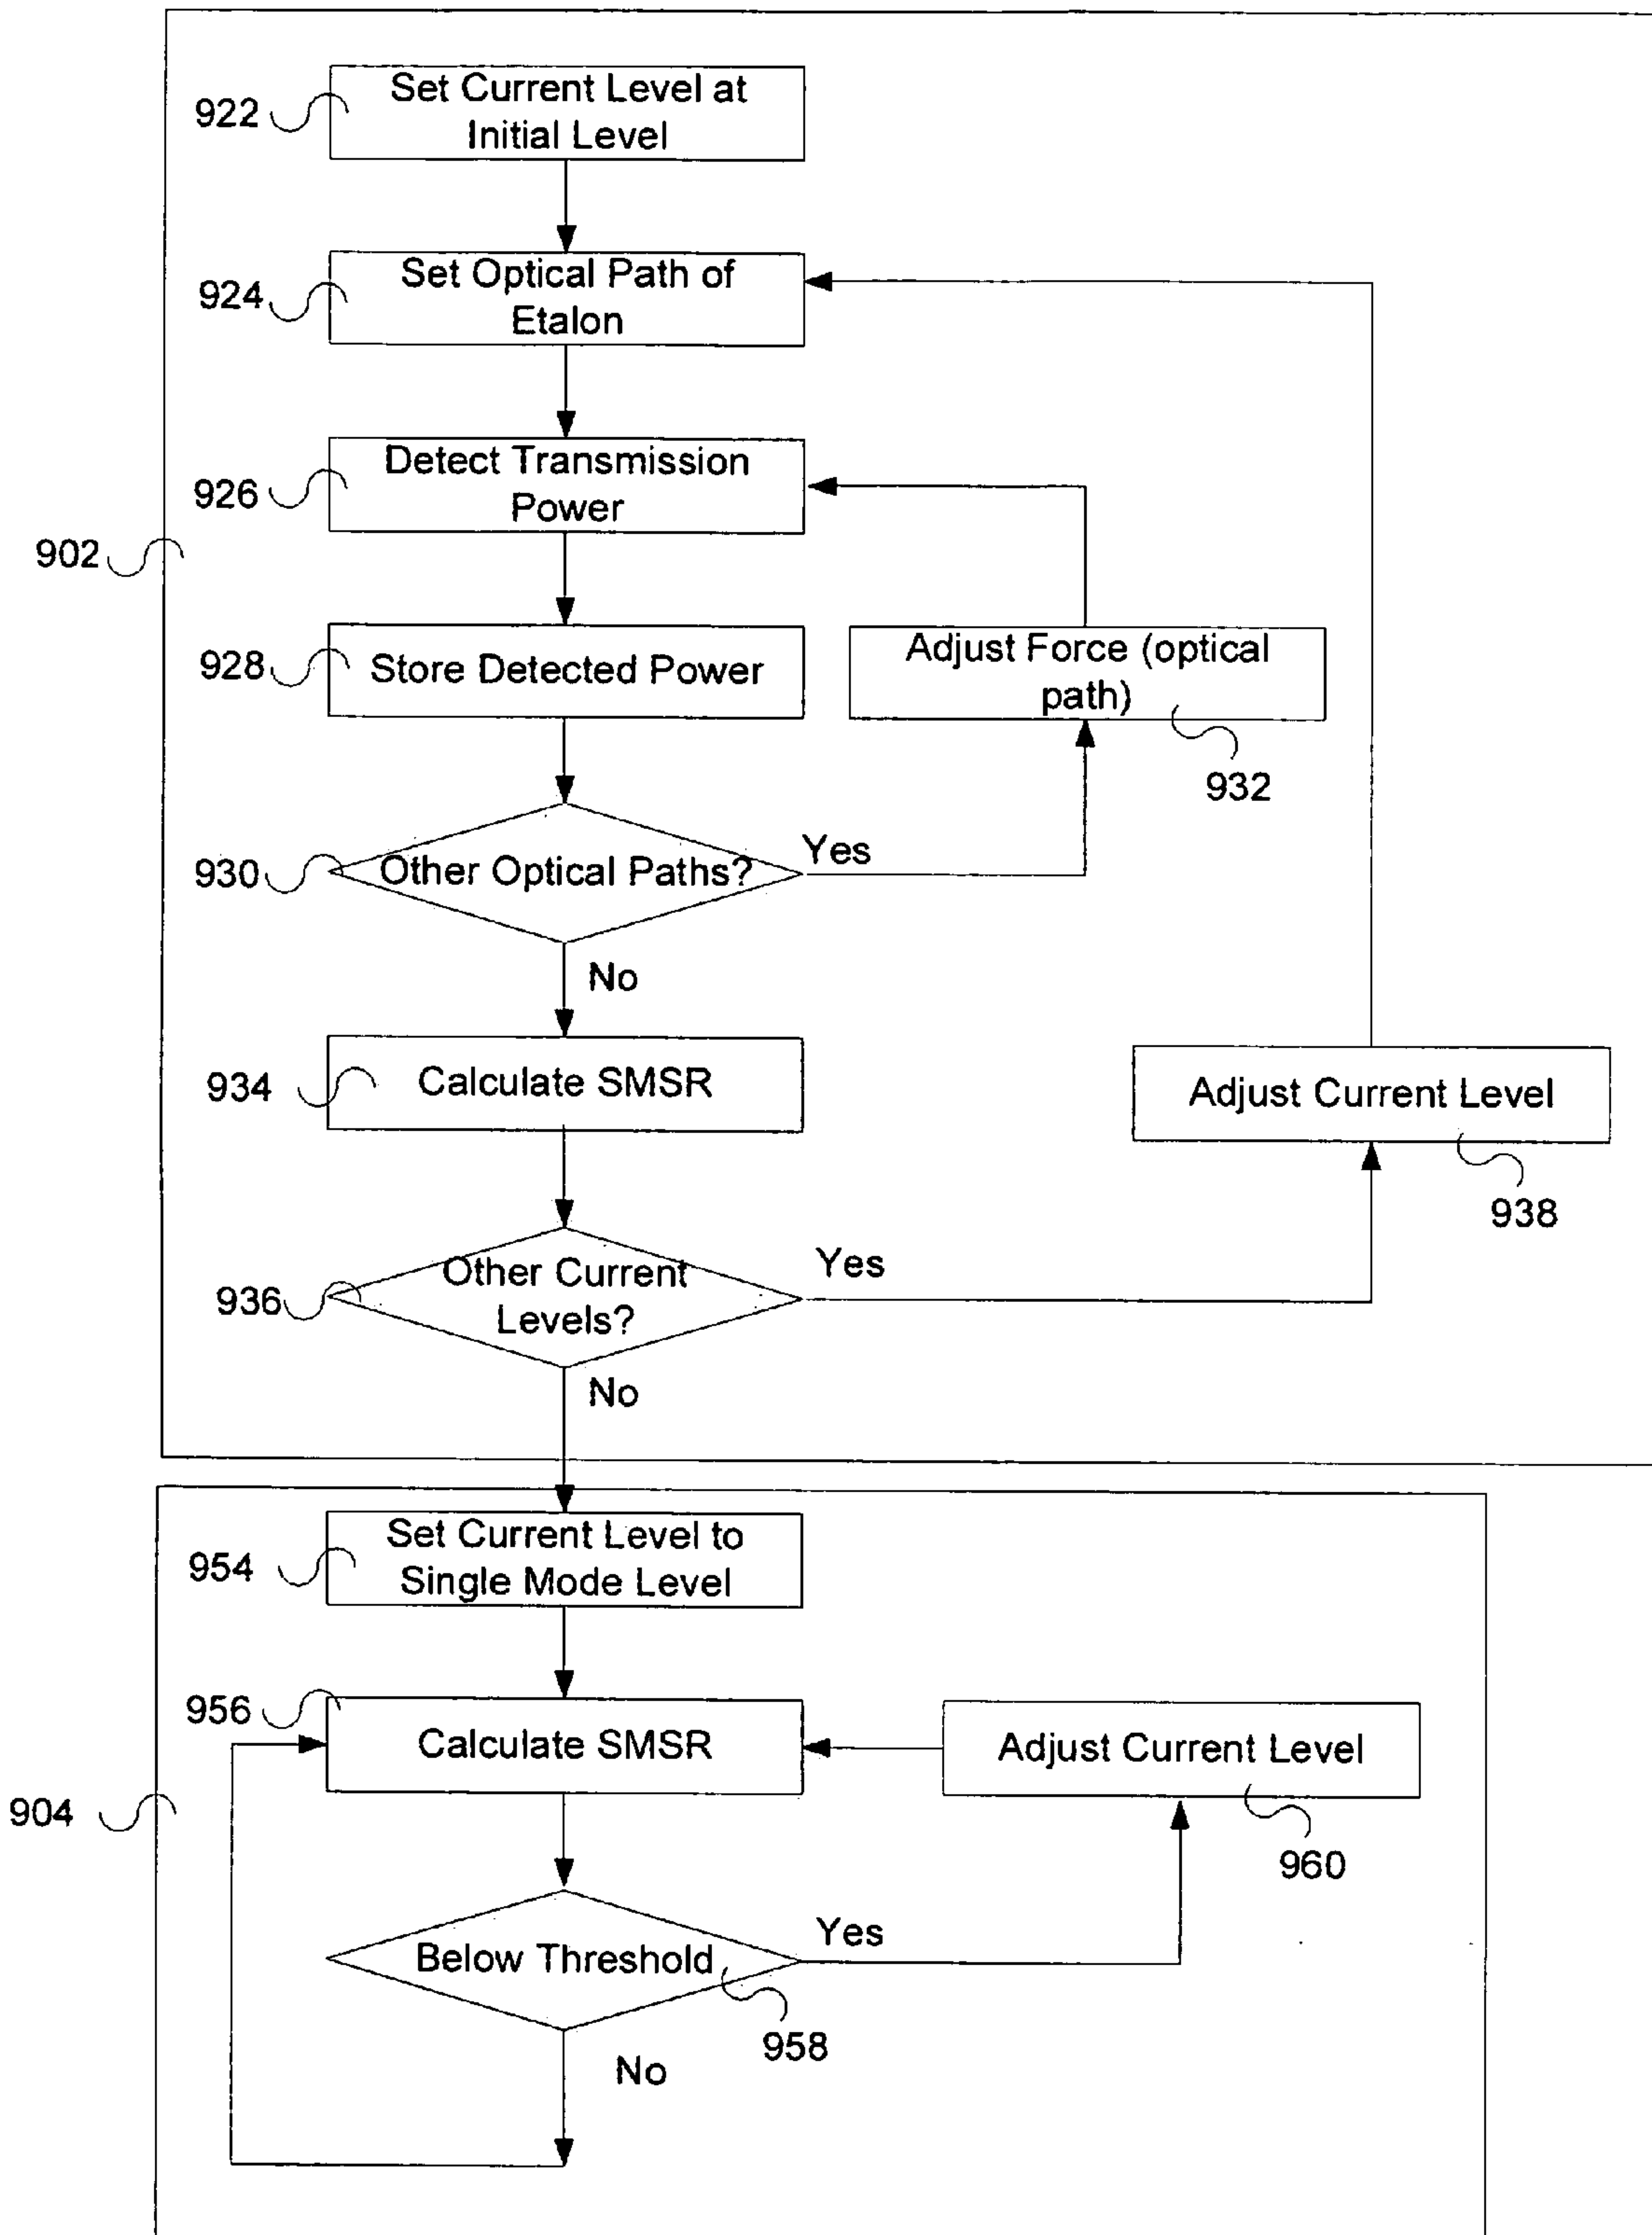 922
Set Current Level at
Initial Level
924
Set Optical Path of
Etalon
926
Detect Transmission
Power
902
928
Store Detected Power
Adjust Force (optical
path)
932
930
Other Optical Paths?
Yes
No
934
Calculate SMSR
Adjust Current Level
938
936
Other Current
Levels?
Yes
No
954
Set Current Level to
Single Mode Level
956
Calculate SMSR
Adjust Current Level
904
960
Below Threshold
Yes
958
No